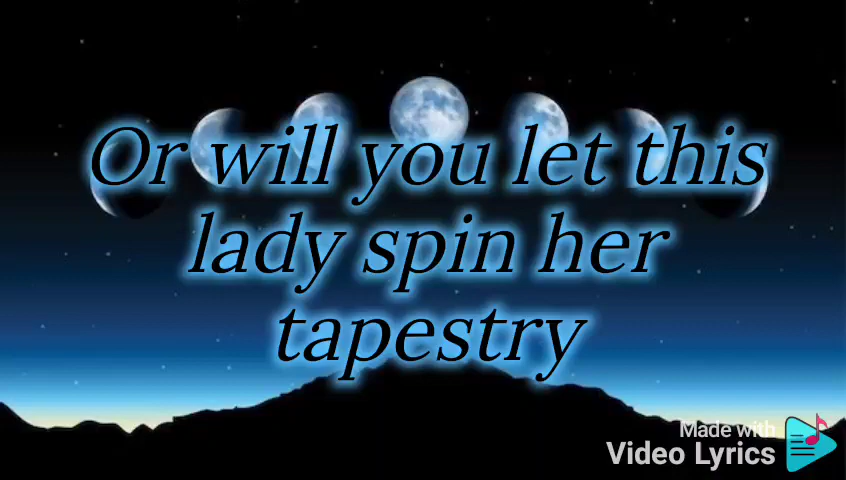 Or will you let this
lady spin her
tapestry
Made with
Video Lyrics